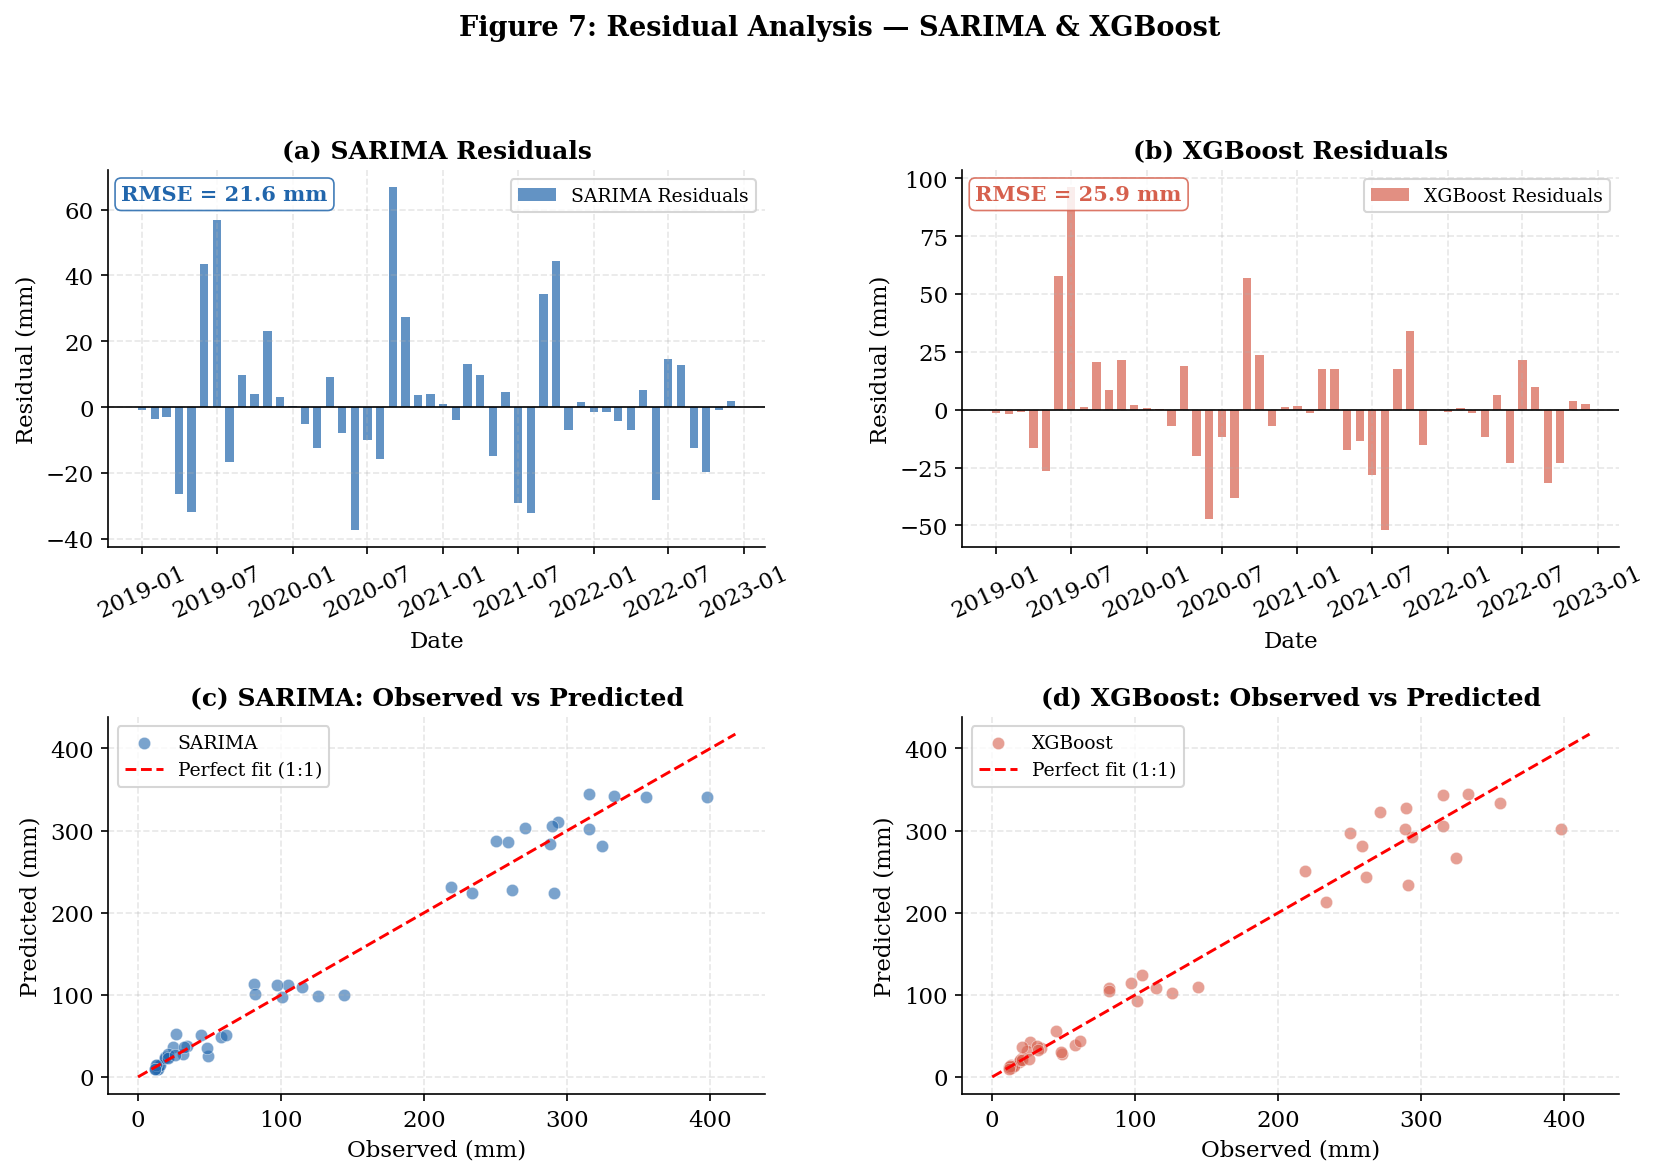 Figure 7: Residual Analysis — SARIMA & XGBoost
(a) SARIMA Residuals
RMSE = 21.6 mm
SARIMA Residuals
Residual (mm)
60
40
20
0
−20
−40
2019-01
2019-07
2020-01
2020-07
2021-01
2021-07
2022-01
2022-07
2023-01
Date
(b) XGBoost Residuals
RMSE = 25.9 mm
XGBoost Residuals
Residual (mm)
100
75
50
25
0
−25
−50
2019-01
2019-07
2020-01
2020-07
2021-01
2021-07
2022-01
2022-07
2023-01
Date
(c) SARIMA: Observed vs Predicted
SARIMA
Perfect fit (1:1)
Predicted (mm)
400
300
200
100
0
0
100
200
300
400
Observed (mm)
(d) XGBoost: Observed vs Predicted
XGBoost
Perfect fit (1:1)
Predicted (mm)
400
300
200
100
0
0
100
200
300
400
Observed (mm)